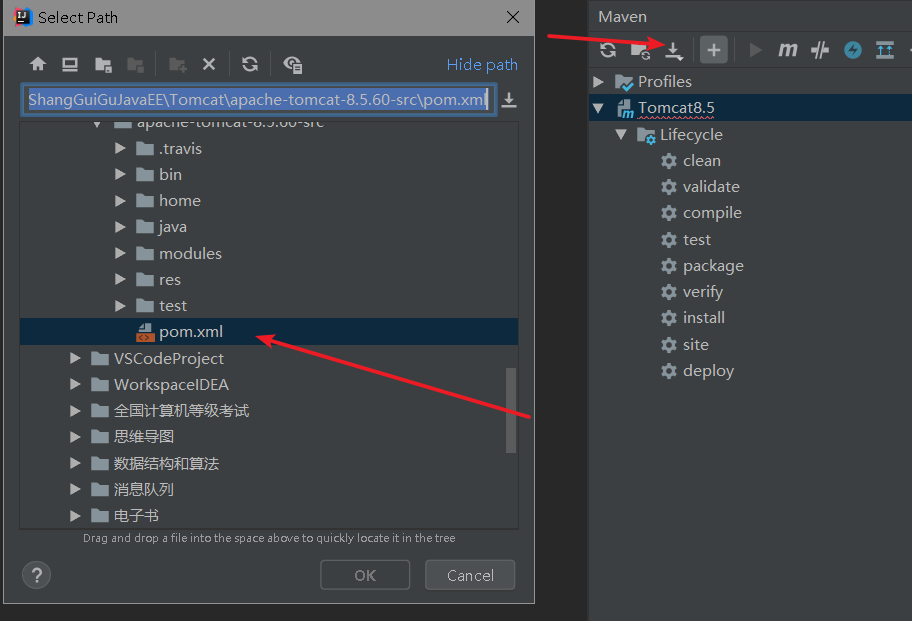 Select Path
Hide path
ShangGuiGuJavaEE\Tomcat\apache-tomcat-8.5.60-src\pom.xml
apache-tomcat-8.5.60-src
.travis
bin
home
java
modules
res
test
pom.xml
VSCodeProject
WorkspaceIDEA
全国计算机等级考试
思维导图
数据结构和算法
消息队列
电子书
Drag and drop a file into the space above to quickly locate it in the tree
?
OK
Cancel
Maven
m
Profiles
Tomcat8.5
Lifecycle
clean
validate
compile
test
package
verify
install
site
deploy